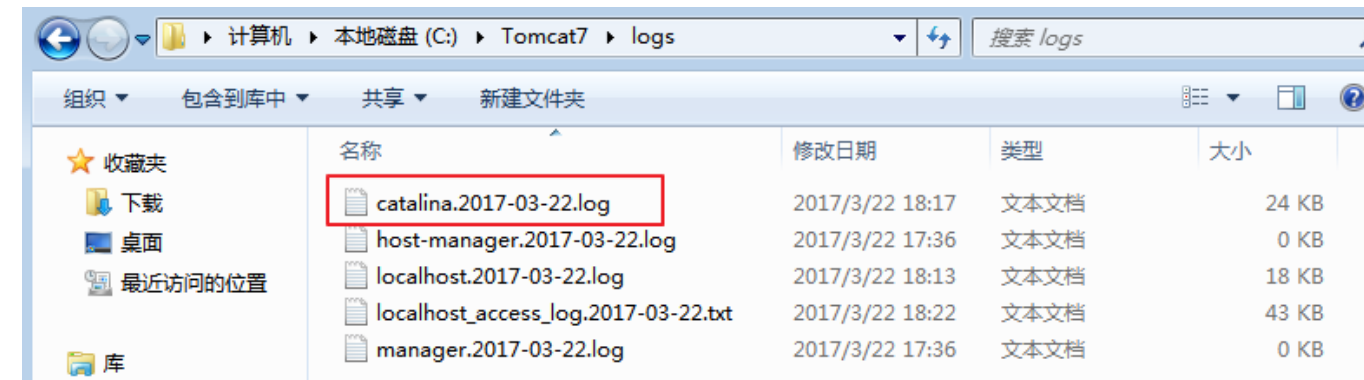 计算机 本地磁盘 (C:) Tomcat7 logs 搜索 logs
组织 包含到库中 共享 新建文件夹
收藏夹
下载
桌面
最近访问的位置
库
名称 修改日期 类型 大小
catalina.2017-03-22.log 2017/3/22 18:17 文本文档 24 KB
host-manager.2017-03-22.log 2017/3/22 17:36 文本文档 0 KB
localhost.2017-03-22.log 2017/3/22 18:13 文本文档 18 KB
localhost_access_log.2017-03-22.txt 2017/3/22 18:22 文本文档 43 KB
manager.2017-03-22.log 2017/3/22 17:36 文本文档 0 KB